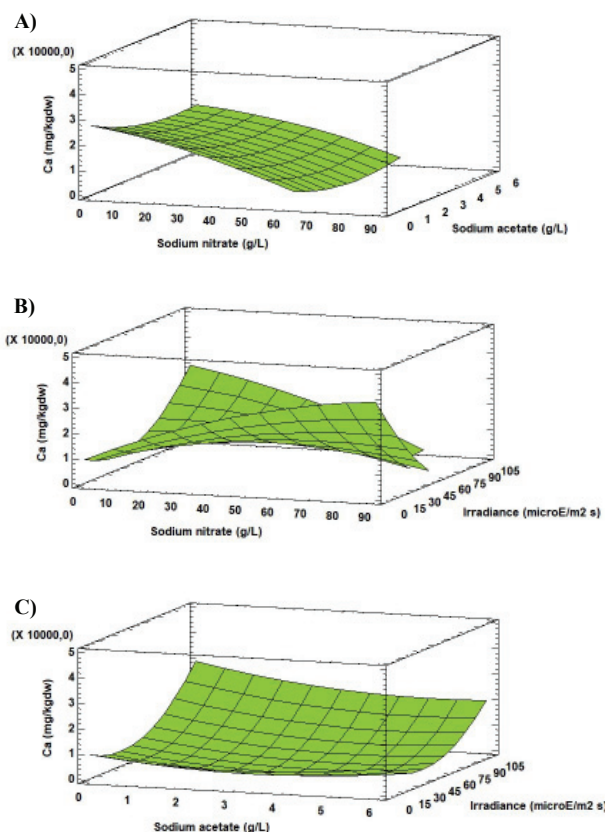 A)
(X 10000,0)
5
4
3
2
1
0
Ca (mg/kgdw)
0 10 20 30 40 50 60 70 80 90
Sodium nitrate (g/L)
0 1 2 3 4 5 6
Sodium acetate (g/L)
B)
(X 10000,0)
5
4
3
2
1
0
Ca (mg/kgdw)
0 10 20 30 40 50 60 70 80 90
Sodium nitrate (g/L)
0 15 30 45 60 75 90 105
Irradiance (microE/m2 s)
C)
(X 10000,0)
5
4
3
2
1
0
Ca (mg/kgdw)
0 1 2 3 4 5 6
Sodium acetate (g/L)
0 15 30 45 60 75 90 105
Irradiance (microE/m2 s)